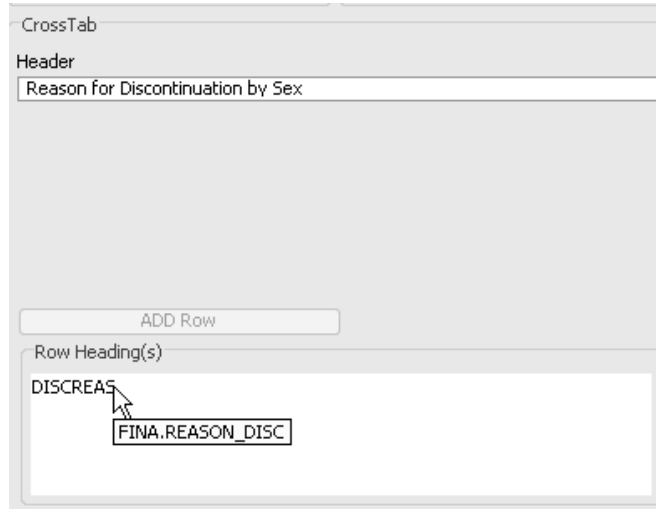 CrossTab
Header
Reason for Discontinuation by Sex
ADD Row
Row Heading(s)
DISCREAS
FINA.REASON_DISC